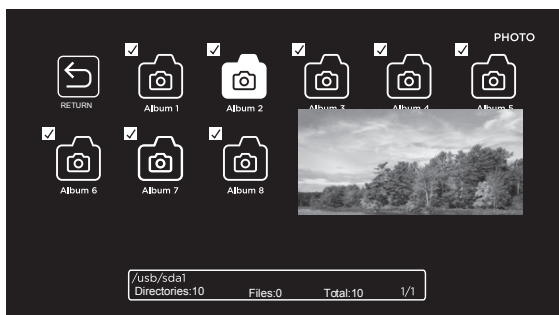 PHOTO
RETURN
Album 1
Album 2
Album 3
Album 4
Album 5
Album 6
Album 7
Album 8
/usb/sda1
Directories:10 Files:0 Total:10 1/1